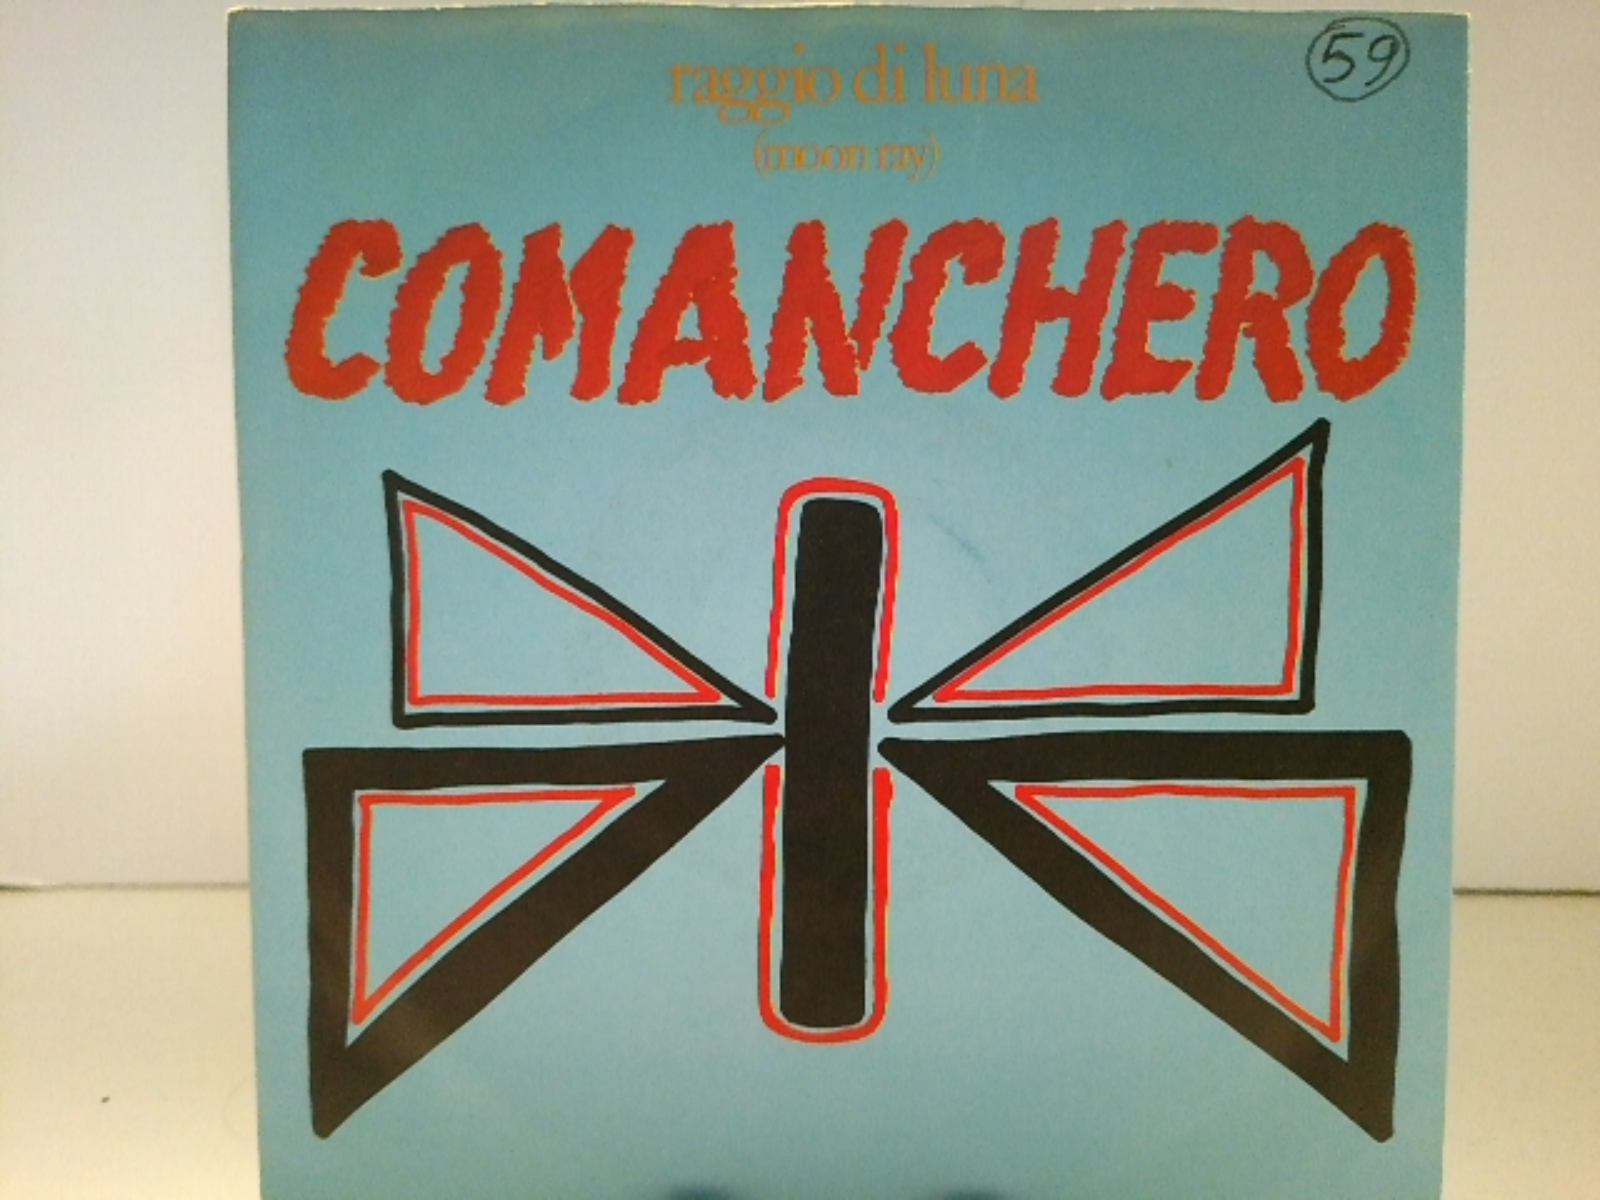 raggio di luna
(moon ray)
59
COMANCHERO